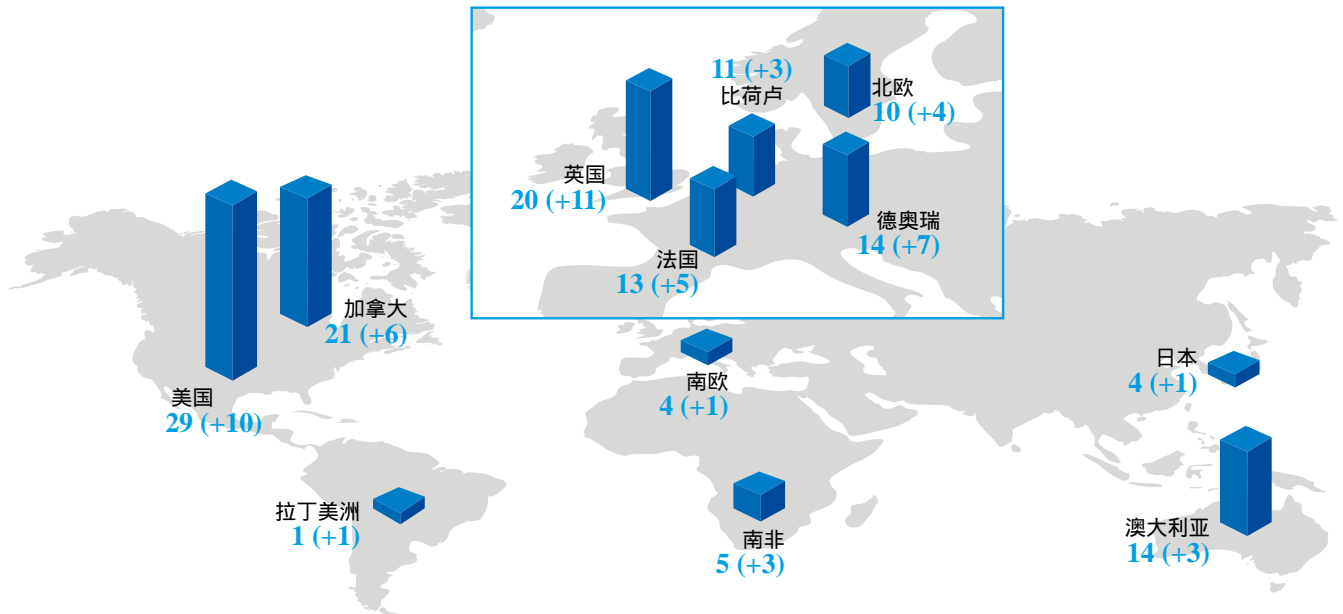 11 (+3)
比荷卢
北欧
10 (+4)
英国
20 (+11)
德奥瑞
14 (+7)
法国
13 (+5)
加拿大
21 (+6)
美国
29 (+10)
南欧
4 (+1)
日本
4 (+1)
拉丁美洲
1 (+1)
南非
5 (+3)
澳大利亚
14 (+3)